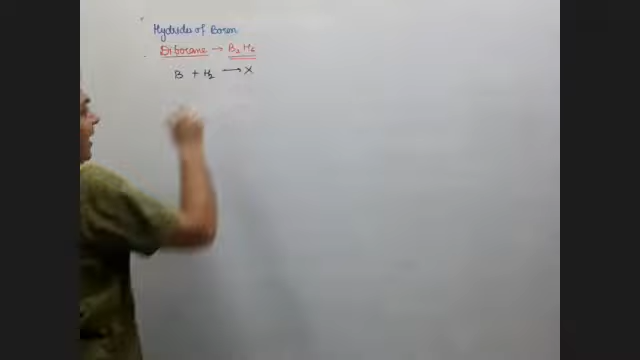 Hydrides of Boron
Diborane → B₂H₆
B + H₂ → X